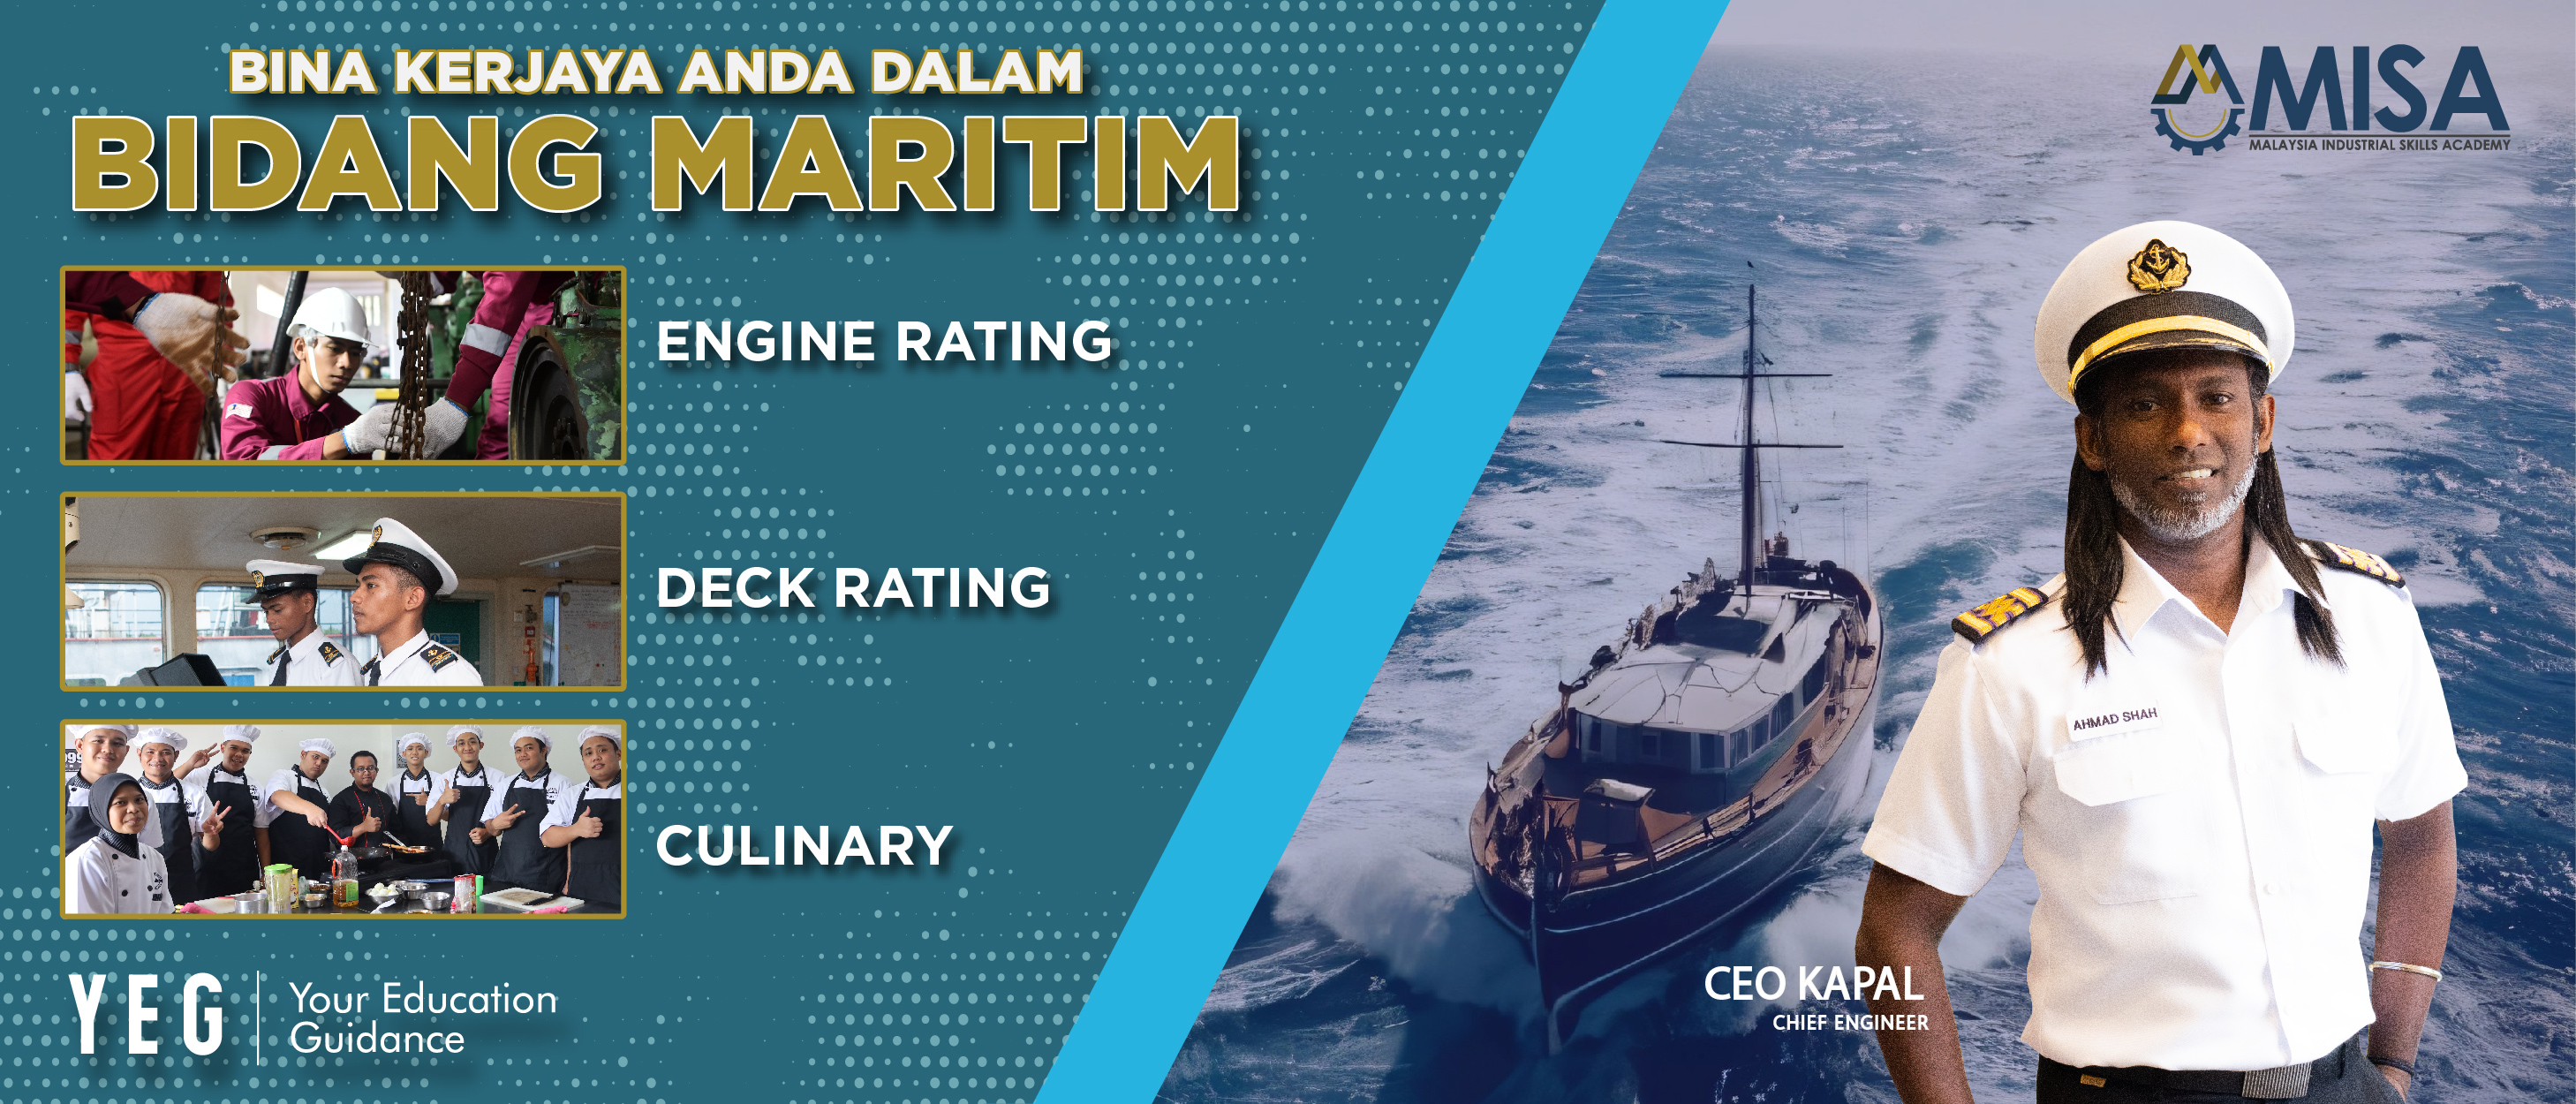 BINA KERJAYA ANDA DALAM
BIDANG MARITIM
ENGINE RATING
DECK RATING
CULINARY
YEG
Your Education
Guidance
MISA
MALAYSIA INDUSTRIAL SKILLS ACADEMY
AHMAD SHAH
CEO KAPAL
CHIEF ENGINEER